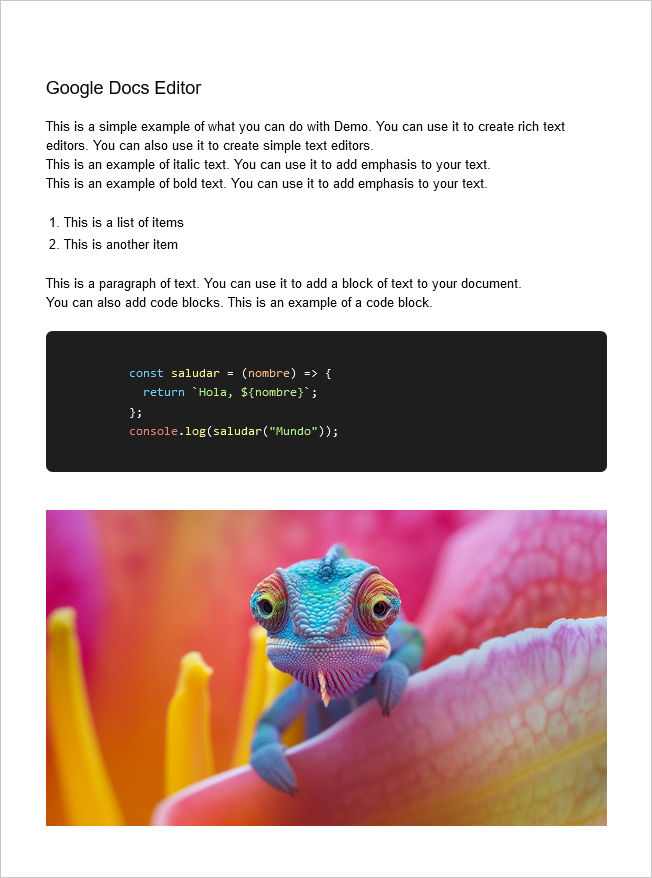 Google Docs Editor
This is a simple example of what you can do with Demo. You can use it to create rich text
editors. You can also use it to create simple text editors.
This is an example of italic text. You can use it to add emphasis to your text.
This is an example of bold text. You can use it to add emphasis to your text.
1. This is a list of items
2. This is another item
This is a paragraph of text. You can use it to add a block of text to your document.
You can also add code blocks. This is an example of a code block.
const saludar = (nombre) => {
  return `Hola, ${nombre}`;
};
console.log(saludar("Mundo"));